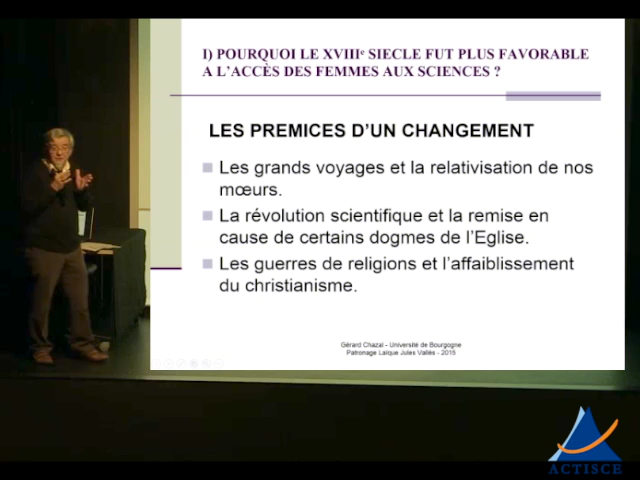 I) POURQUOI LE XVIIIe SIECLE FUT PLUS FAVORABLE
A L'ACCÈS DES FEMMES AUX SCIENCES ?
LES PREMICES D'UN CHANGEMENT
Les grands voyages et la relativisation de nos
mœurs.
La révolution scientifique et la remise en
cause de certains dogmes de l'Eglise.
Les guerres de religions et l'affaiblissement
du christianisme.
Gérard Chazal - Université de Bourgogne
Patronage Laïque Jules Vallès - 2015
ACTISCE